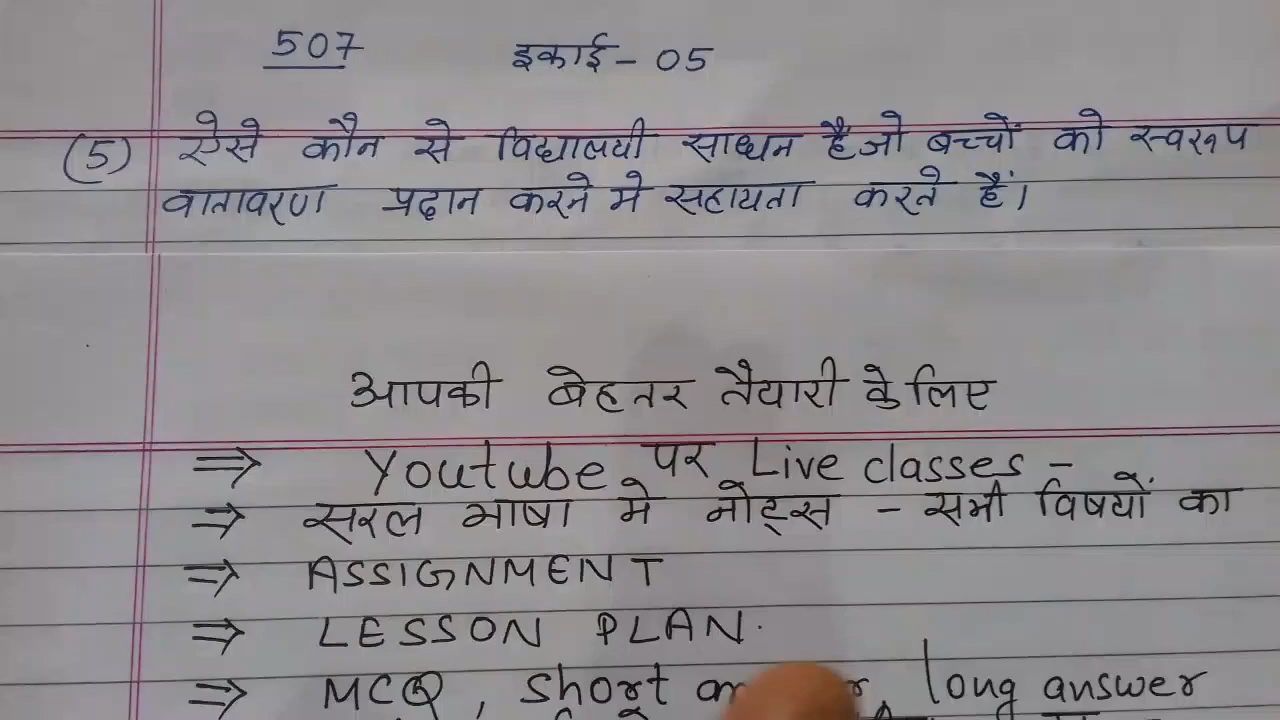 507 इकाई - 05
(5) ऐसे कौन से विद्यालयी साधन है जो बच्चों को स्वरूप
वातावरण प्रदान करने मे सहायता करते हैं।
आपकी बेहतर तैयारी के लिए
⇒ Youtube पर Live classes -
⇒ सरल भाषा मे नोट्स - सभी विषयों का
⇒ ASSIGNMENT
⇒ LESSON PLAN.
⇒ MCQ, Short , long answer